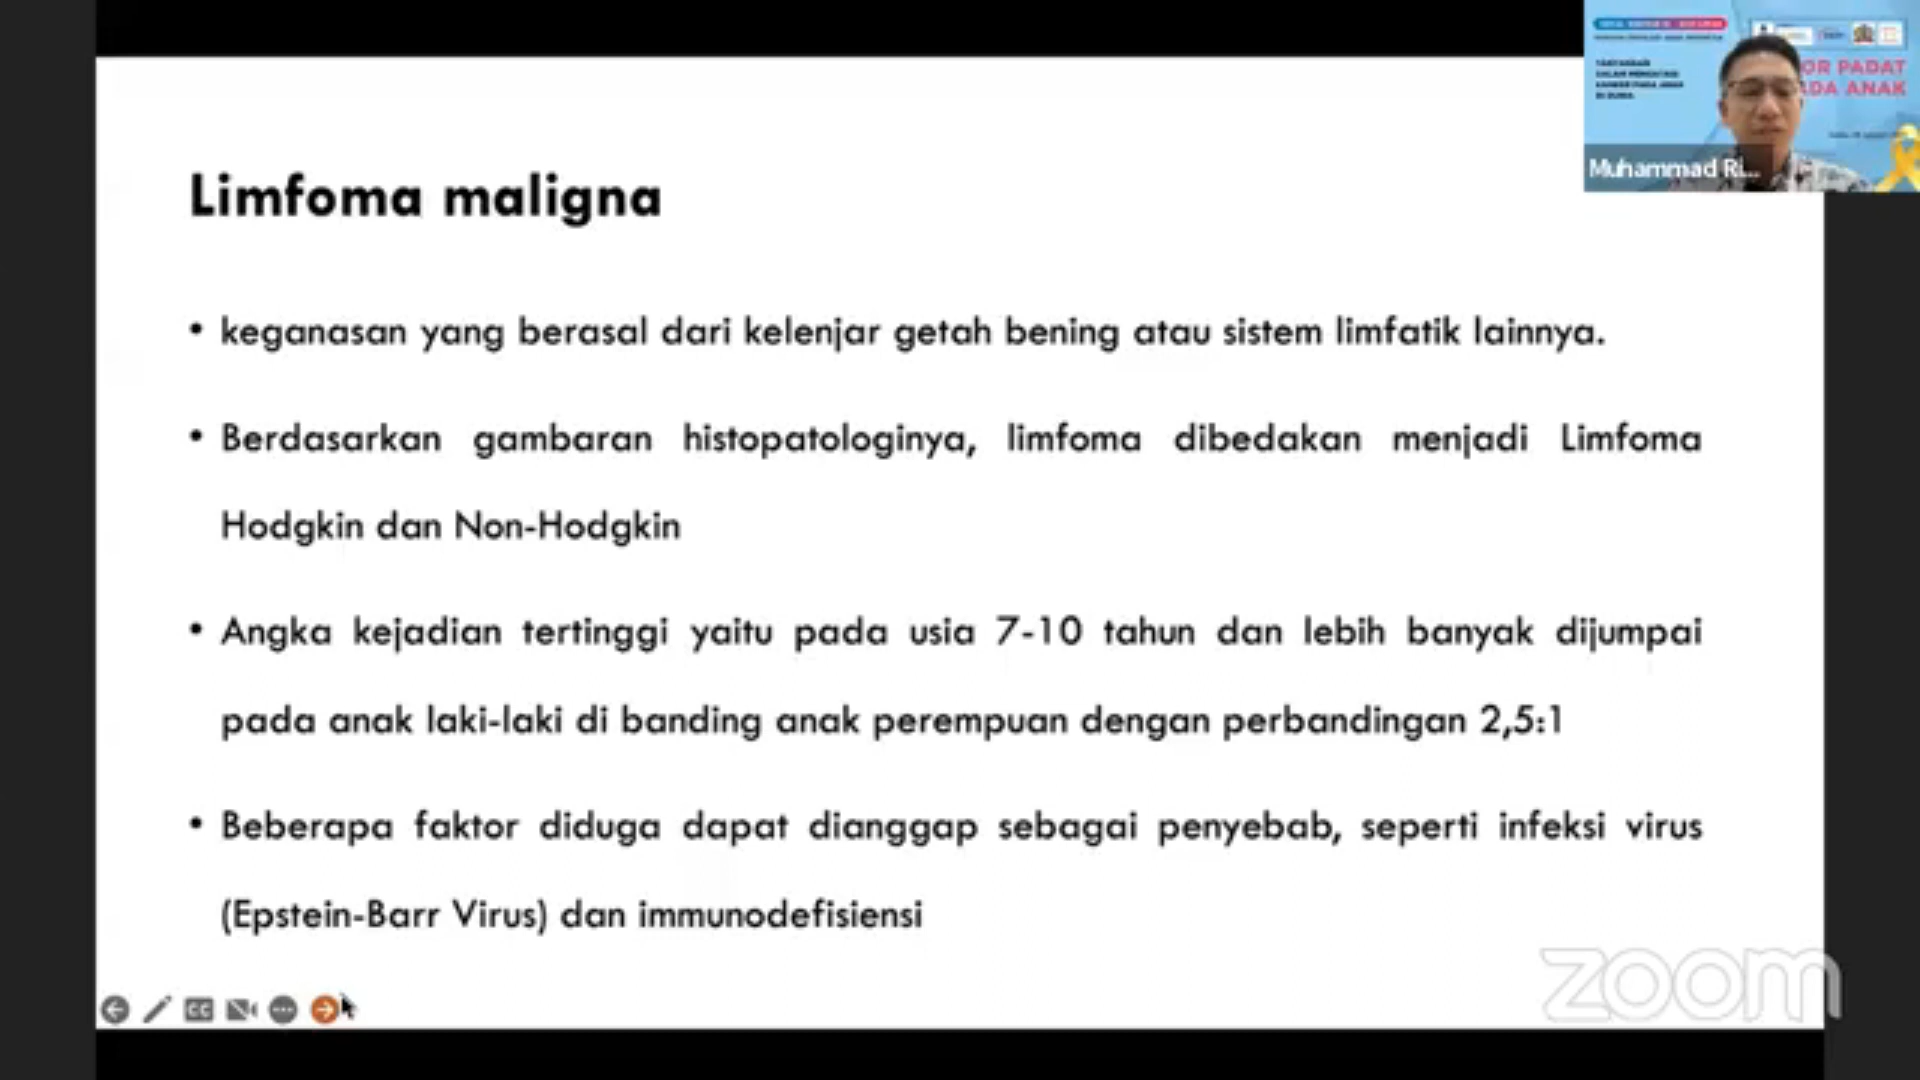 Limfoma maligna
• keganasan yang berasal dari kelenjar getah bening atau sistem limfatik lainnya.
• Berdasarkan gambaran histopatologinya, limfoma dibedakan menjadi Limfoma
Hodgkin dan Non-Hodgkin
• Angka kejadian tertinggi yaitu pada usia 7-10 tahun dan lebih banyak dijumpai
pada anak laki-laki di banding anak perempuan dengan perbandingan 2,5:1
• Beberapa faktor diduga dapat dianggap sebagai penyebab, seperti infeksi virus
(Epstein-Barr Virus) dan immunodefisiensi
OR PADAT
ADA ANAK
Muhammad Ri...
CC
zoom